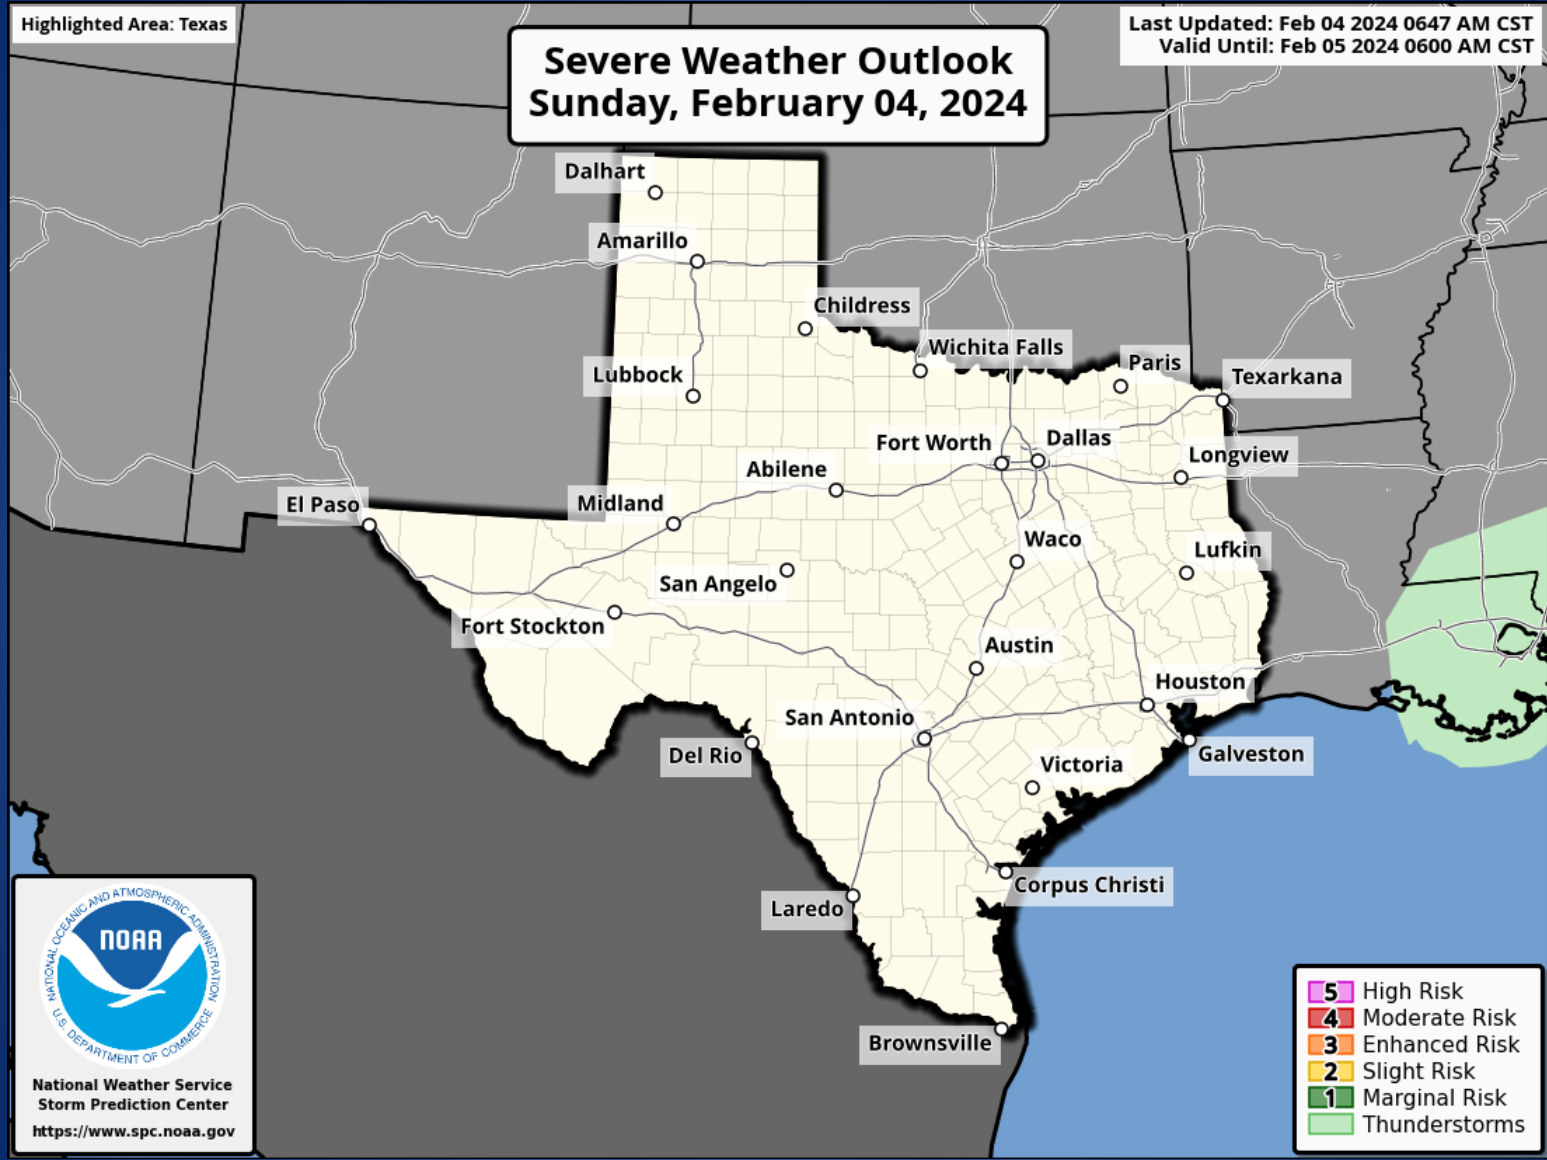 Highlighted Area: Texas
Severe Weather Outlook
Sunday, February 04, 2024
Last Updated: Feb 04 2024 0647 AM CST
Valid Until: Feb 05 2024 0600 AM CST
Dalhart
Amarillo
Childress
Wichita Falls
Paris
Texarkana
Lubbock
Fort Worth
Dallas
Longview
Abilene
Midland
El Paso
Waco
Lufkin
San Angelo
Fort Stockton
Austin
Houston
San Antonio
Del Rio
Galveston
Victoria
Corpus Christi
Laredo
Brownsville
NATIONAL OCEANIC AND ATMOSPHERIC ADMINISTRATION
NOAA
U.S. DEPARTMENT OF COMMERCE
National Weather Service
Storm Prediction Center
https://www.spc.noaa.gov
5 High Risk
4 Moderate Risk
3 Enhanced Risk
2 Slight Risk
1 Marginal Risk
Thunderstorms